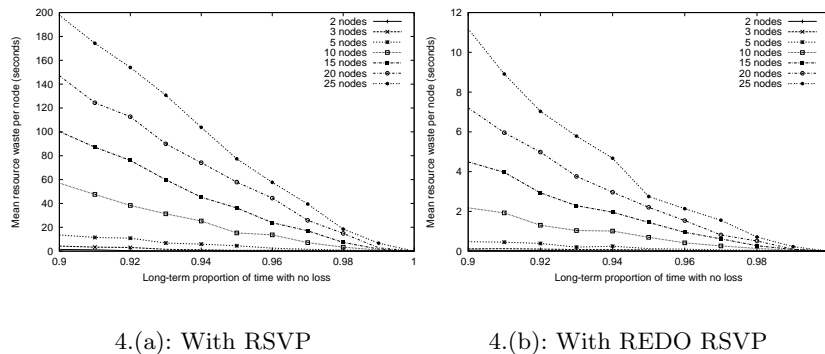 Mean resource waste per node (seconds)
200
180
160
140
120
100
80
60
40
20
0
0.9
0.92
0.94
0.96
0.98
1
Long-term proportion of time with no loss
2 nodes
3 nodes
5 nodes
10 nodes
15 nodes
20 nodes
25 nodes
4.(a): With RSVP
Mean resource waste per node (seconds)
12
10
8
6
4
2
0
0.9
0.92
0.94
0.96
0.98
Long-term proportion of time with no loss
2 nodes
3 nodes
5 nodes
10 nodes
15 nodes
20 nodes
25 nodes
4.(b): With REDO RSVP